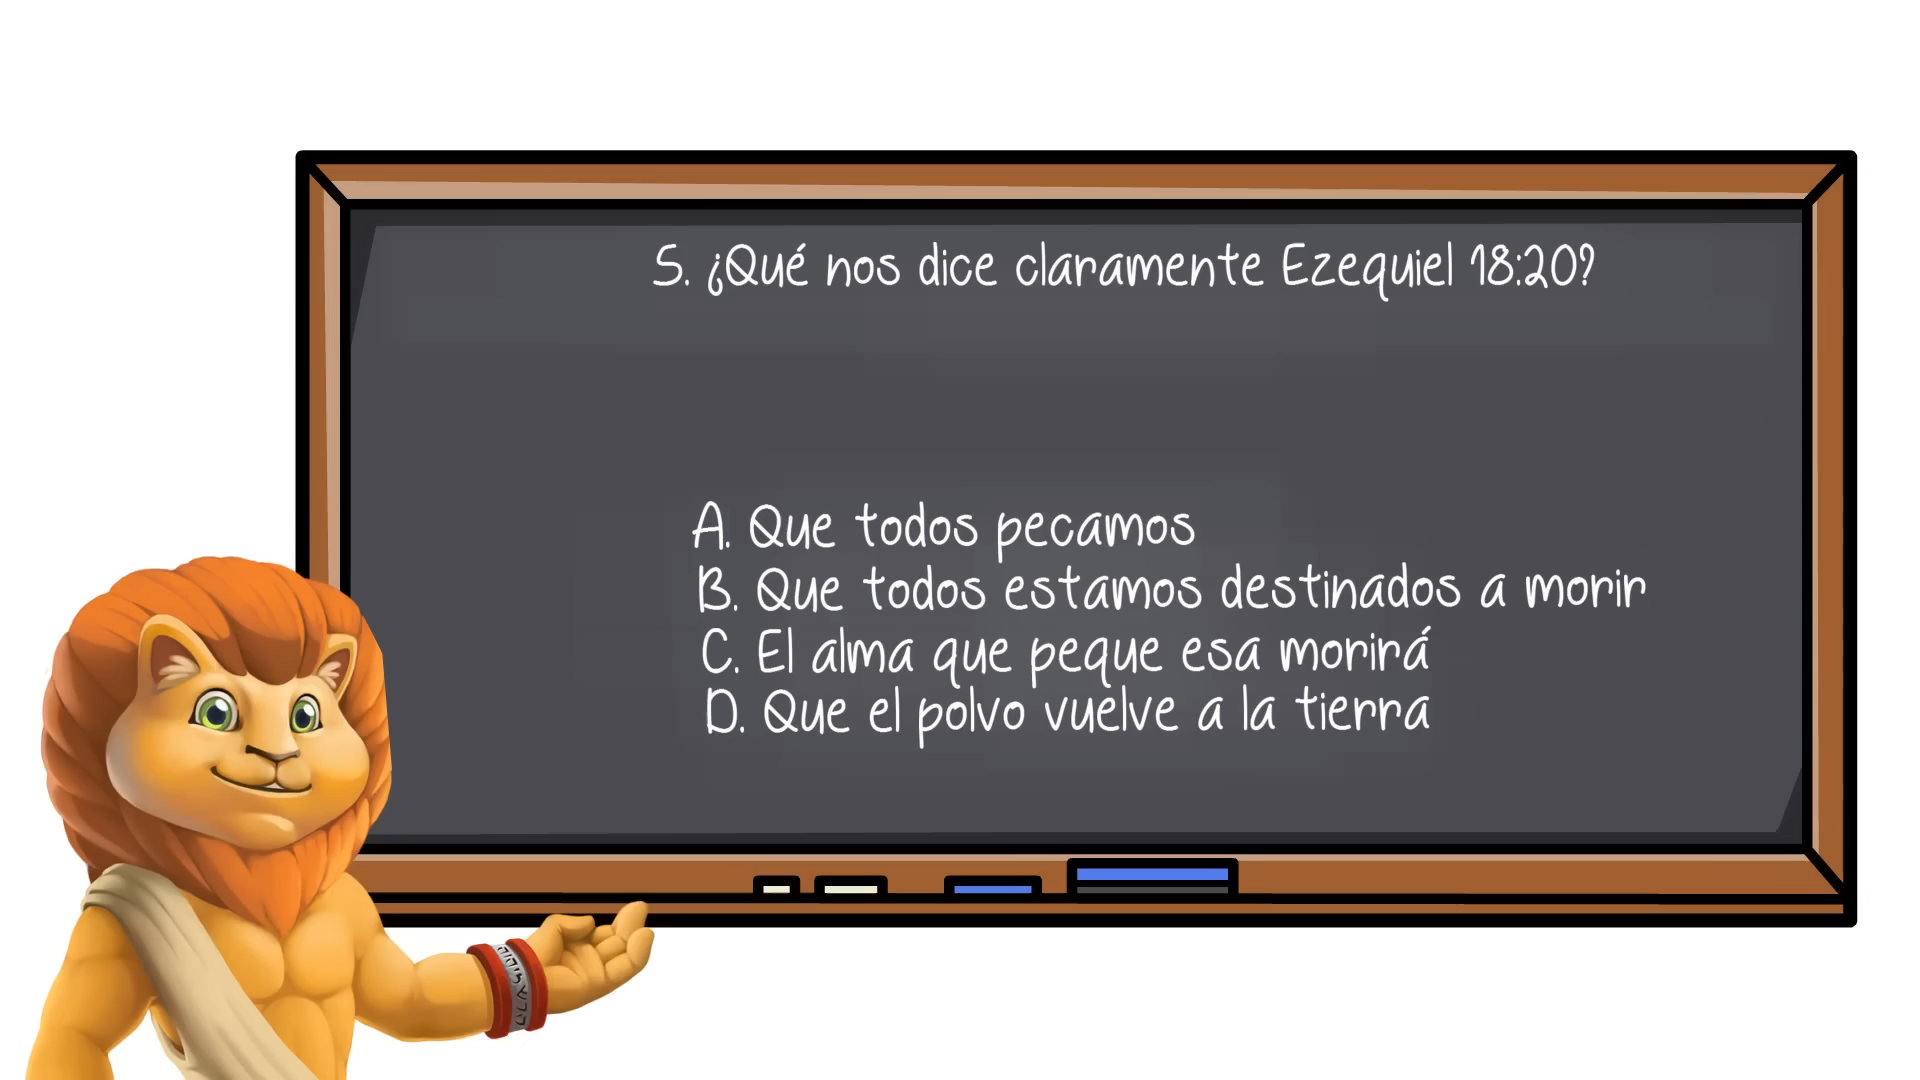 5. ¿Qué nos dice claramente Ezequiel 18:20?
A. Que todos pecamos
B. Que todos estamos destinados a morir
C. El alma que peque esa morirá
D. Que el polvo vuelve a la tierra